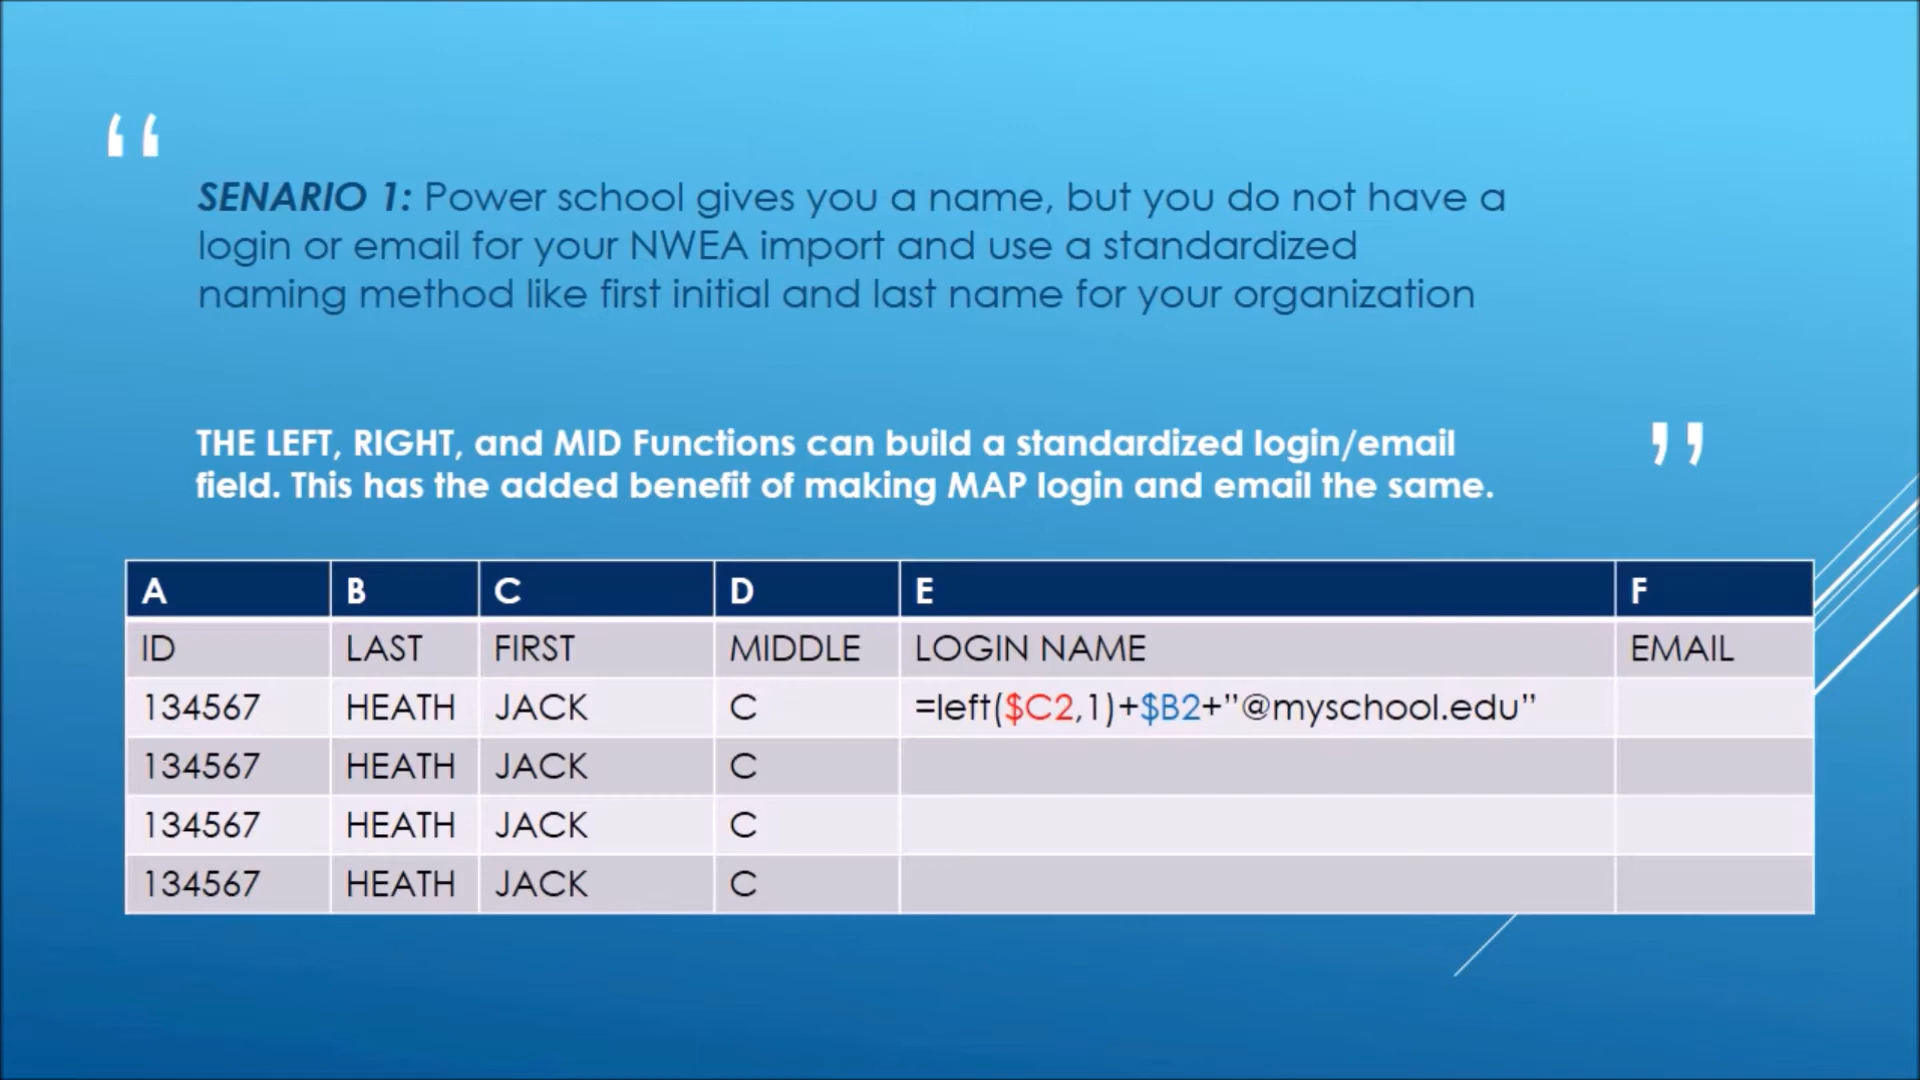 “
SENARIO 1: Power school gives you a name, but you do not have a
login or email for your NWEA import and use a standardized
naming method like first initial and last name for your organization
THE LEFT, RIGHT, and MID Functions can build a standardized login/email
field. This has the added benefit of making MAP login and email the same.
”
A B C D E F
ID LAST FIRST MIDDLE LOGIN NAME EMAIL
134567 HEATH JACK C =left($C2,1)+$B2+”@myschool.edu”
134567 HEATH JACK C
134567 HEATH JACK C
134567 HEATH JACK C